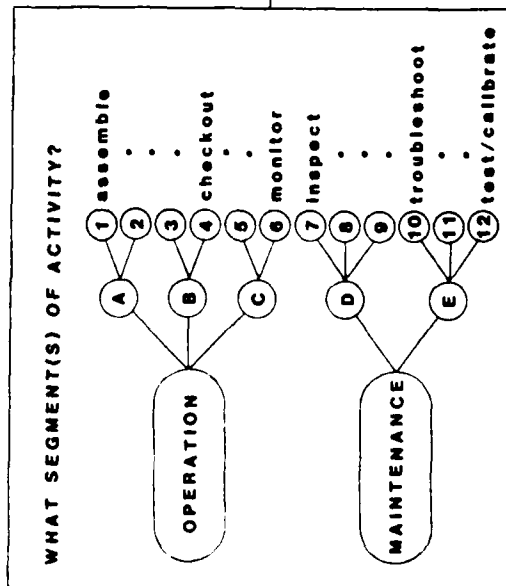 WHAT SEGMENT(S) OF ACTIVITY?
OPERATION
A
1 assemble
2
B
3
4 checkout
C
5
6 monitor
MAINTENANCE
D
7 inspect
8
9
E
10 troubleshoot
11
12 test/calibrate